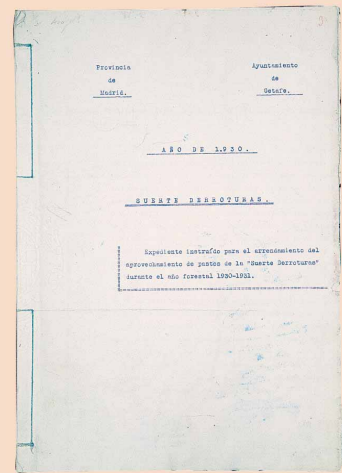 Provincia
de
Madrid.
Ayuntamiento
de
Getafe.
AÑO DE 1.930.
SUERTE DERROTURAS.
Expediente instraído para el arrendamiento del
aprovechamiento de pastos de la "Suerte Derroturas"
durante el año forestal 1930-1931.